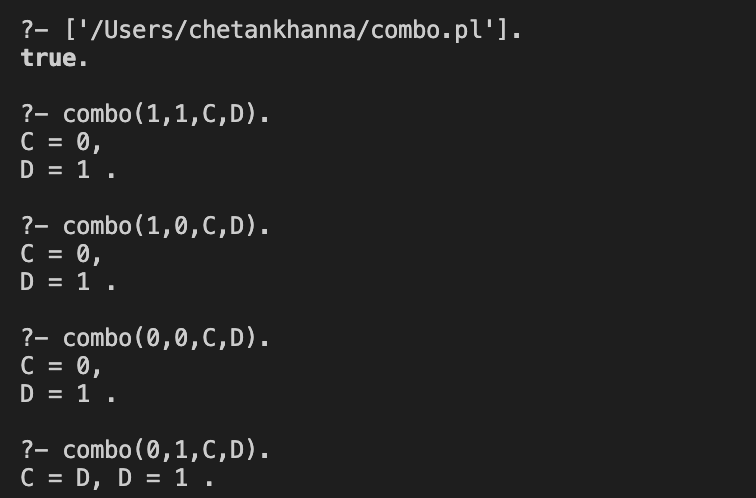 ?- ['/Users/chetankhanna/combo.pl'].
true.
?- combo(1,1,C,D).
C = 0,
D = 1 .
?- combo(1,0,C,D).
C = 0,
D = 1 .
?- combo(0,0,C,D).
C = 0,
D = 1 .
?- combo(0,1,C,D).
C = D, D = 1 .